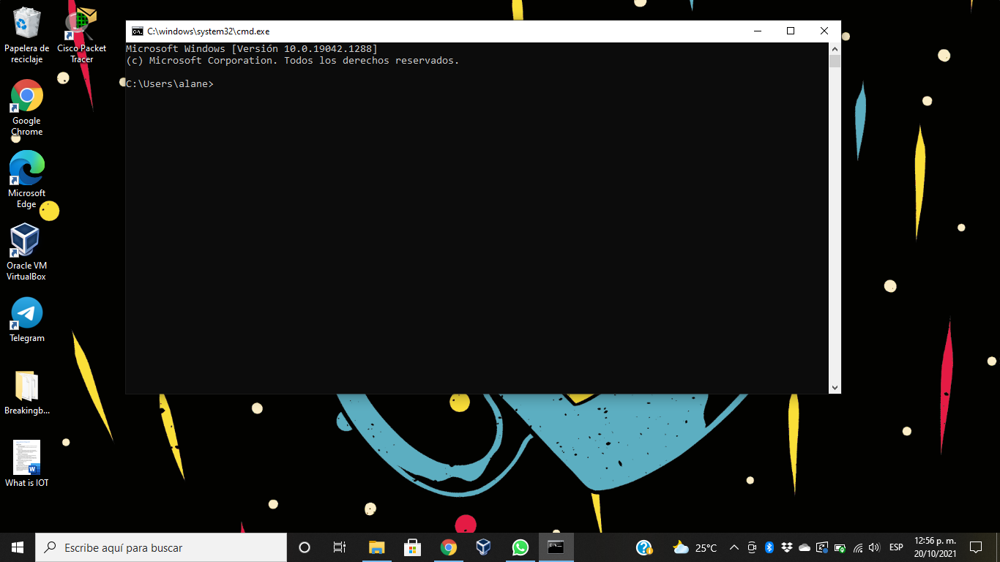 Papelera de
reciclaje
Cisco Packet
Tracer
Google
Chrome
Microsoft
Edge
Oracle VM
VirtualBox
Telegram
Breakingb...
What is IOT
C:\windows\system32\cmd.exe
Microsoft Windows [Versión 10.0.19042.1288]
(c) Microsoft Corporation. Todos los derechos reservados.
C:\Users\alane>
Escribe aquí para buscar
25°C
ESP
12:56 p. m.
20/10/2021